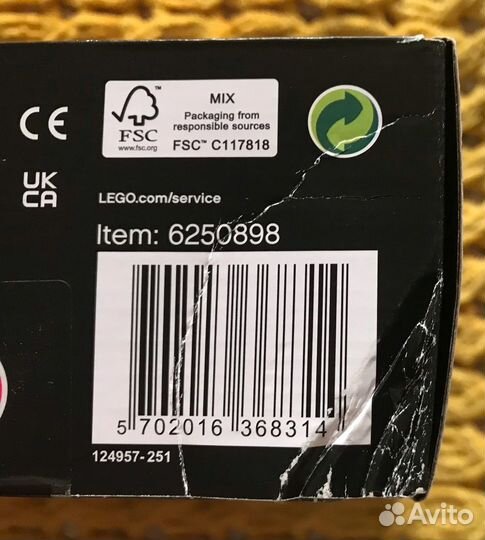 CE
FSC
www.fsc.org
MIX
Packaging from
responsible sources
FSC™ C117818
UK
CA
LEGO.com/service
Item: 6250898
5 702016 368314
124957-251
Avito